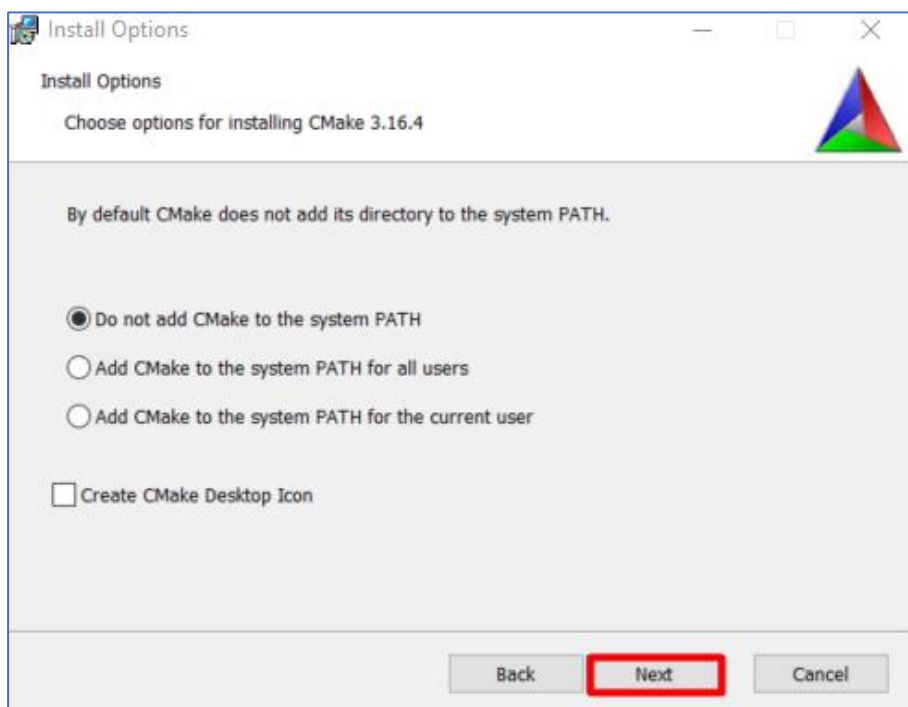 Install Options
Install Options
Choose options for installing CMake 3.16.4
By default CMake does not add its directory to the system PATH.
Do not add CMake to the system PATH
Add CMake to the system PATH for all users
Add CMake to the system PATH for the current user
Create CMake Desktop Icon
Back Next Cancel